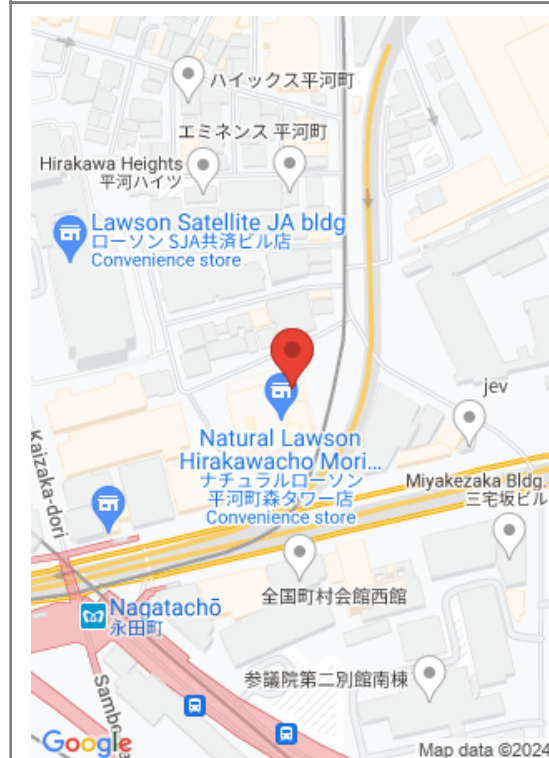 ハイックス平河町
エミネンス 平河町
Hirakawa Heights
平河ハイツ
Lawson Satellite JA bldg
ローソン SJA共済ビル店
Convenience store
jev
Natural Lawson
Hirakawacho Mori...
ナチュラルローソン
平河町森タワー店
Convenience store
Kaizaka-dori
Miyakezaka Bldg.
三宅坂ビル
全国町村会館西館
Nagatachō
永田町
参議院第二別館南棟
Sambo
Google
Map data ©2024